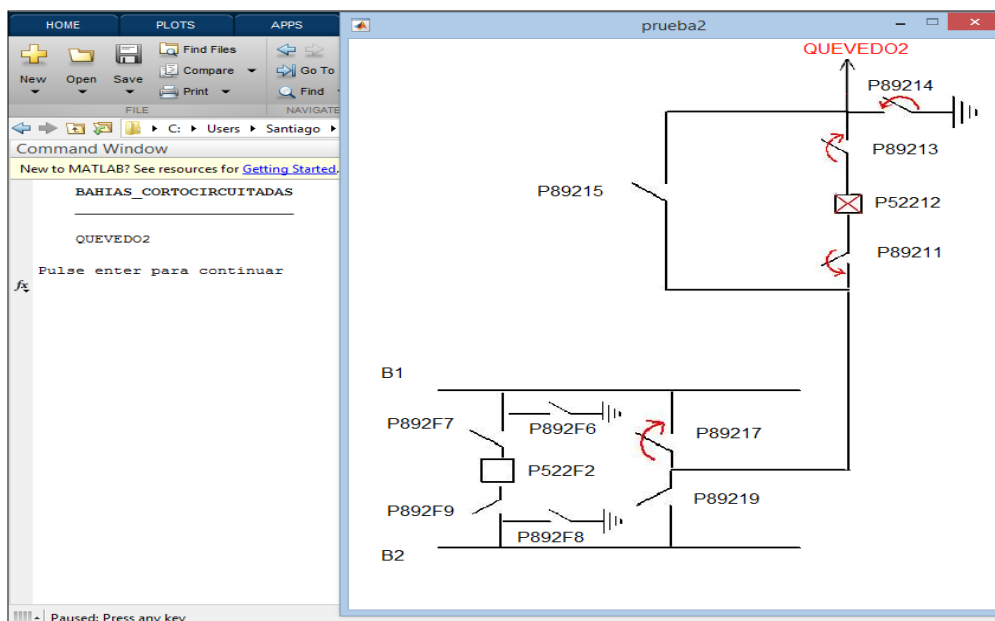 HOME PLOTS APPS
prueba2
New
Open
Save
Find Files
Compare
Print
Go To
Find
FILE
NAVIGATE
C: Users Santiago
Command Window
New to MATLAB? See resources for Getting Started.
BAHIAS_CORTOCIRCUITADAS
QUEVEDO2
Pulse enter para continuar
fx
Paused: Press any key
QUEVEDO2
P89214
P89213
P89215
P52212
P89211
B1
P892F7
P892F6
P89217
P522F2
P89219
P892F9
P892F8
B2